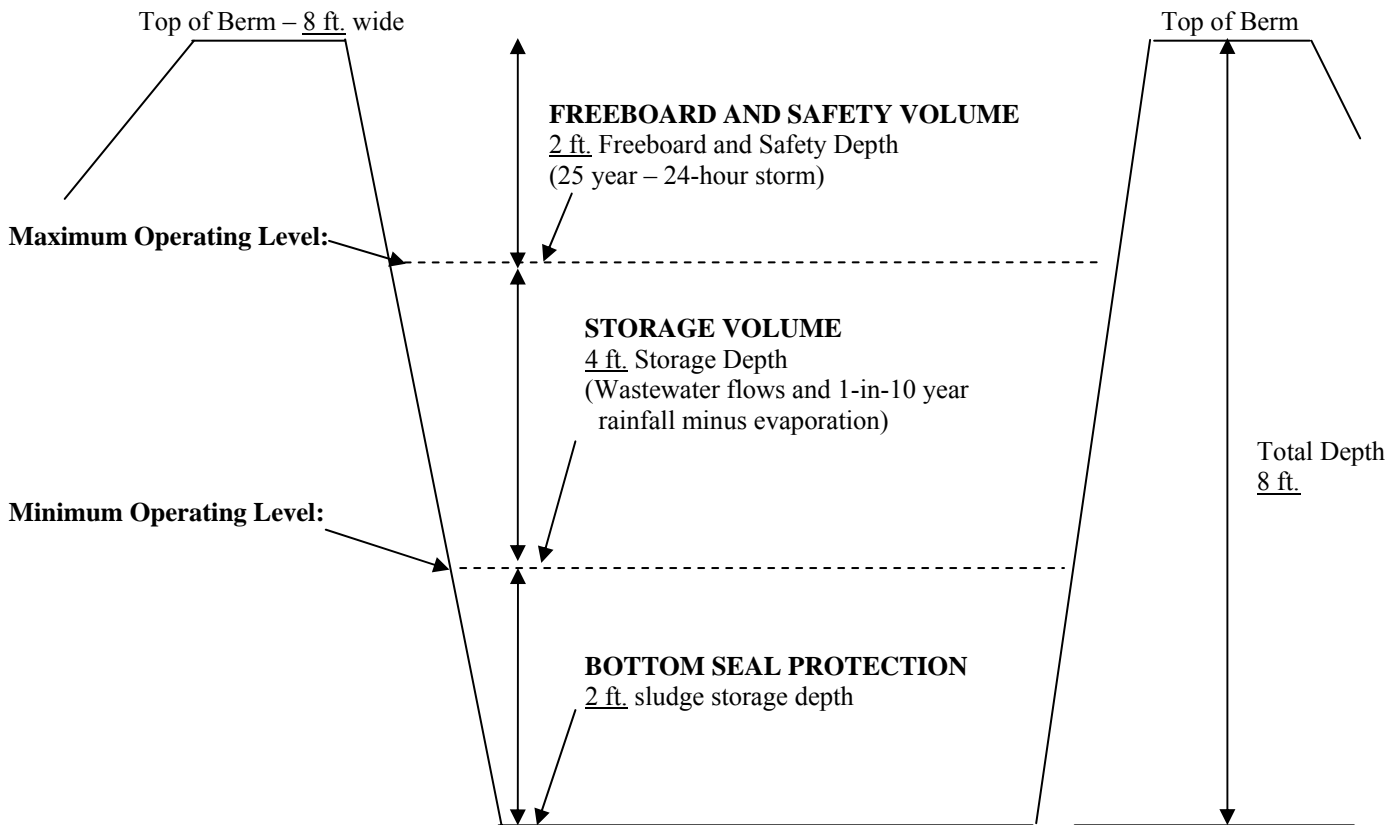 Top of Berm – 8 ft. wide
Top of Berm
FREEBOARD AND SAFETY VOLUME
2 ft. Freeboard and Safety Depth
(25 year – 24-hour storm)
Maximum Operating Level:
STORAGE VOLUME
4 ft. Storage Depth
(Wastewater flows and 1-in-10 year
rainfall minus evaporation)
Total Depth
8 ft.
Minimum Operating Level:
BOTTOM SEAL PROTECTION
2 ft. sludge storage depth